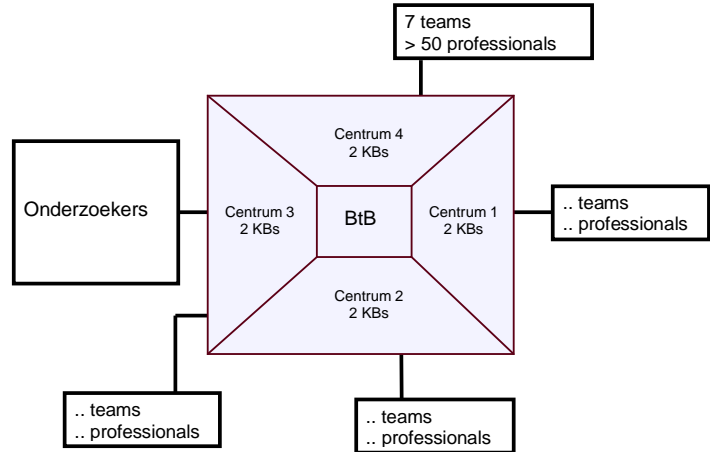 7 teams
> 50 professionals
Centrum 4
2 KBs
Onderzoekers
Centrum 3
2 KBs
BtB
Centrum 1
2 KBs
.. teams
.. professionals
Centrum 2
2 KBs
.. teams
.. professionals
.. teams
.. professionals